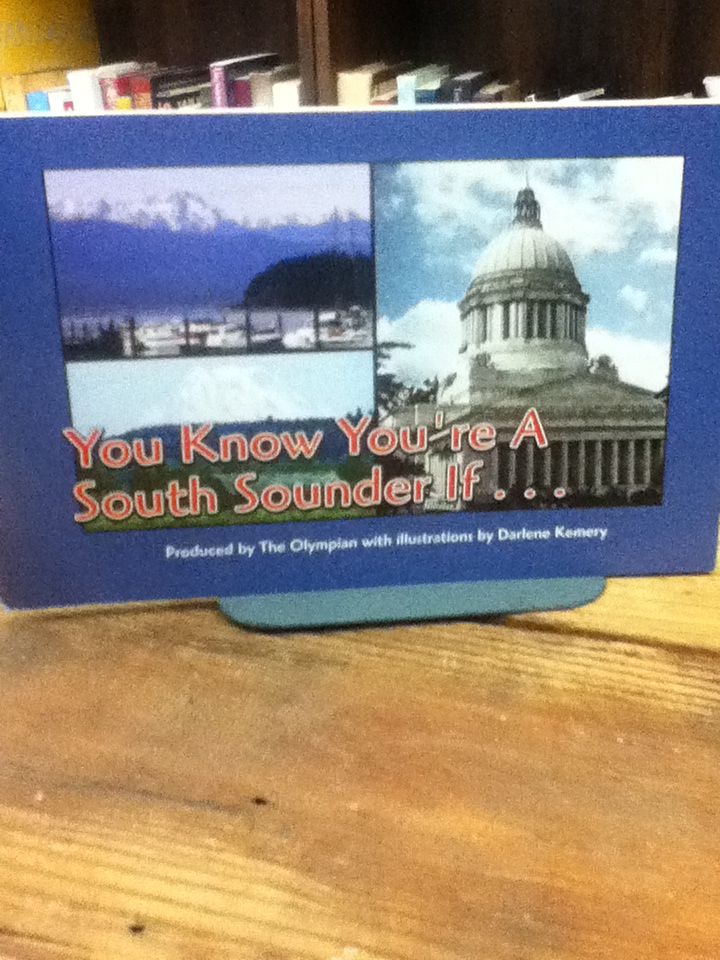 You Know You're A
South Sounder If . . .
Produced by The Olympian with illustrations by Darlene Kemery